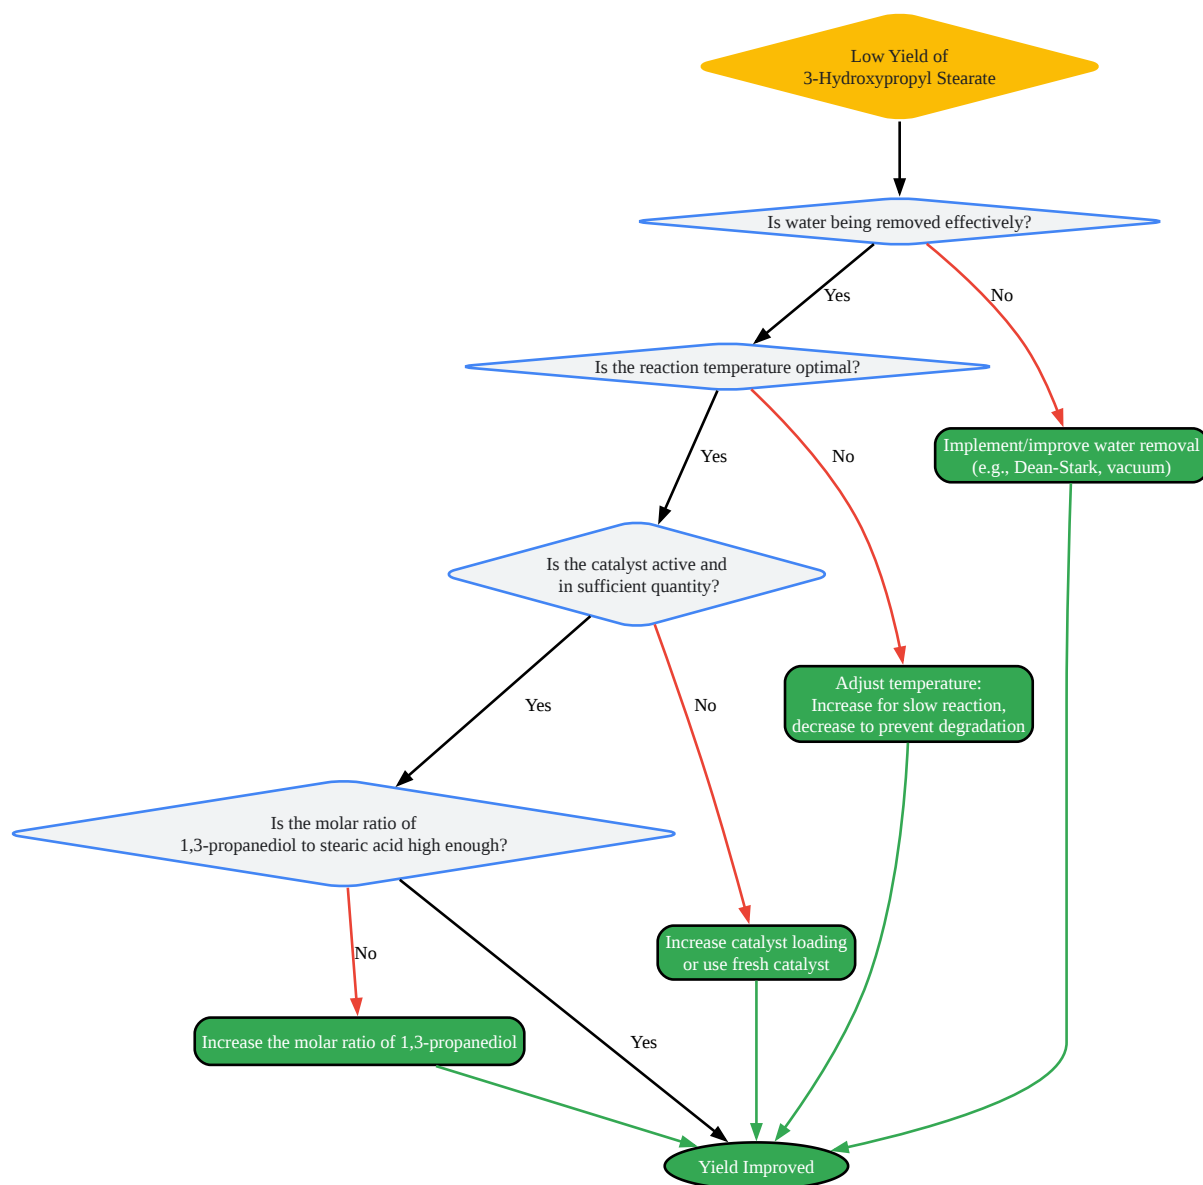 Low Yield of
3-Hydroxypropyl Stearate
Is water being removed effectively?
Yes
No
Is the reaction temperature optimal?
Implement/improve water removal
(e.g., Dean-Stark, vacuum)
Yes
No
Is the catalyst active and
in sufficient quantity?
Adjust temperature:
Increase for slow reaction,
decrease to prevent degradation
Yes
No
Is the molar ratio of
1,3-propanediol to stearic acid high enough?
Increase catalyst loading
or use fresh catalyst
No
Increase the molar ratio of 1,3-propanediol
Yes
Yield Improved